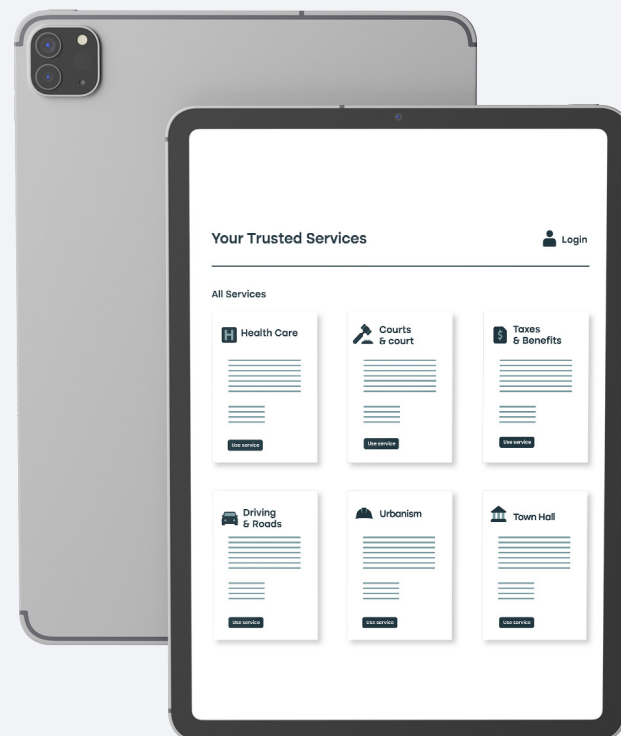 Your Trusted Services
Login
All Services
H Health Care
Courts
& court
$ Taxes
& Benefits
Use service
Use service
Use service
Driving
& Roads
Urbanism
Town Hall
Use service
Use service
Use service